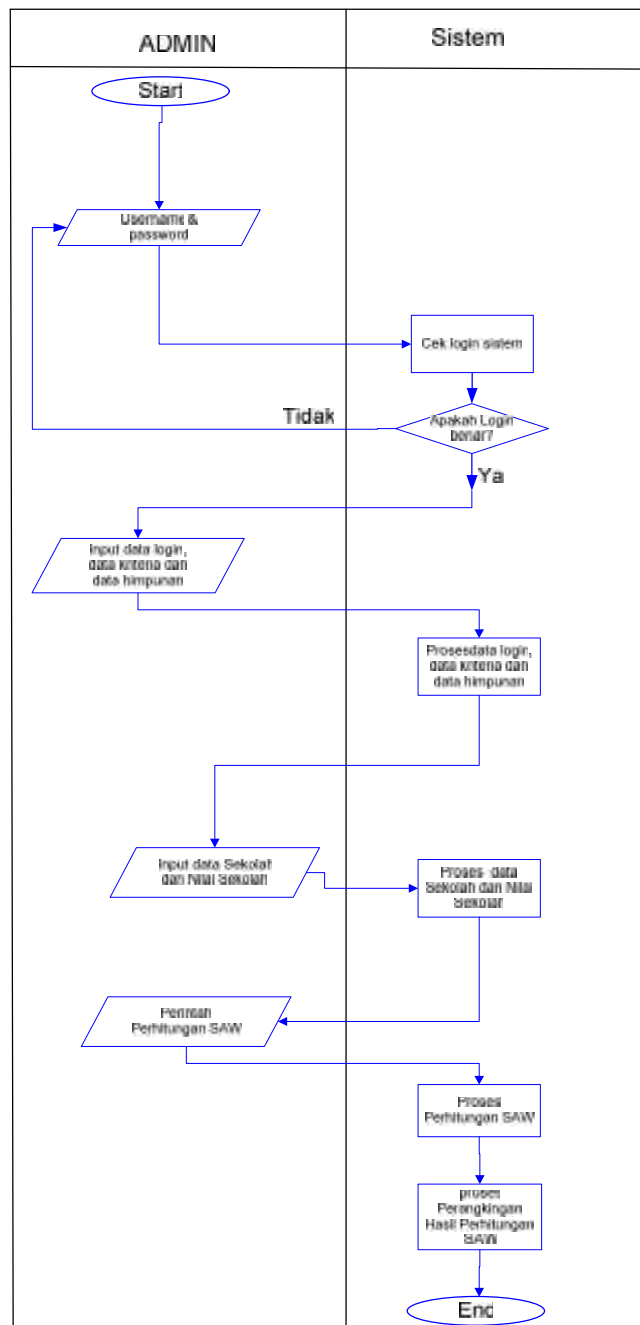 ADMIN
Sistem
Start
Username &
password
Cek login sistem
Tidak
Apakah Login
benar?
Ya
Input data login,
data kriteria dan
data himpunan
Prosesdata login,
data kriteria dan
data himpunan
Input data Sekolah
dan Nilai Sekolah
Proses data
Sekolah dan Nilai
Sekolah
Perintah
Perhitungan SAW
Proses
Perhitungan SAW
proses
Perangkingan
Hasil Perhitungan
SAW
End